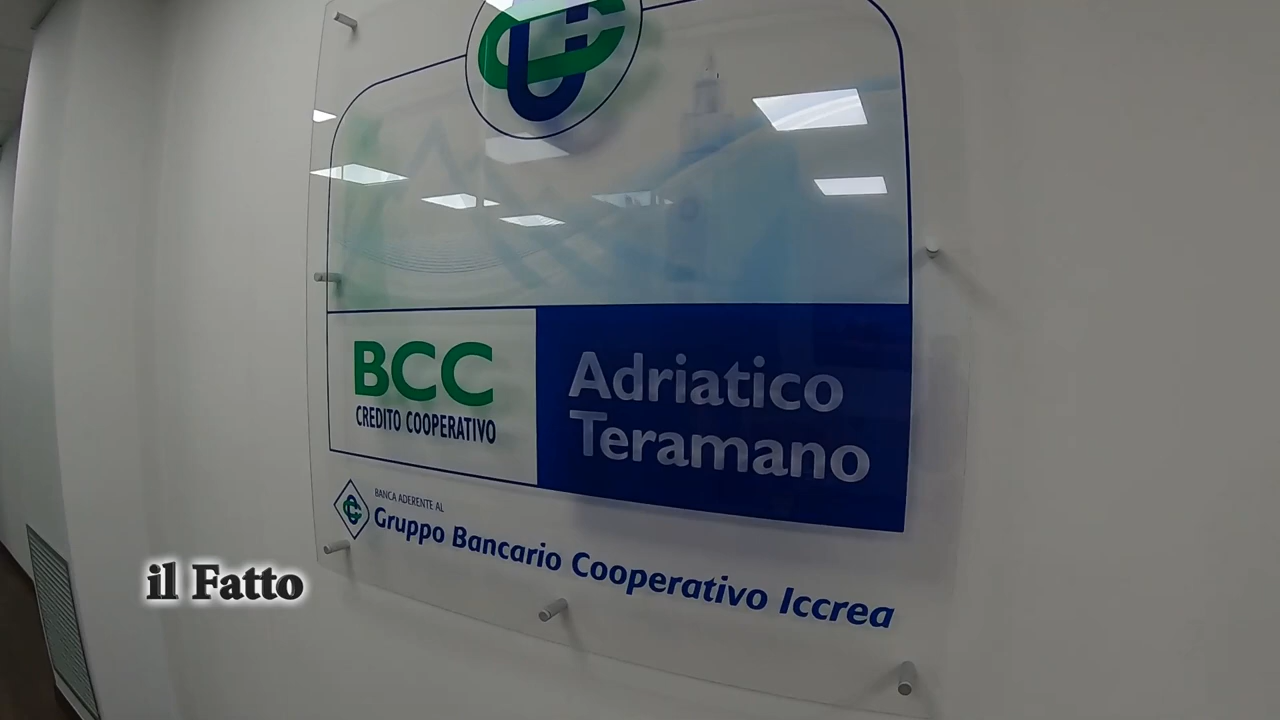 BCC
CREDITO COOPERATIVO
Adriatico
Teramano
BANCA ADERENTE AL
Gruppo Bancario Cooperativo Iccrea
il Fatto